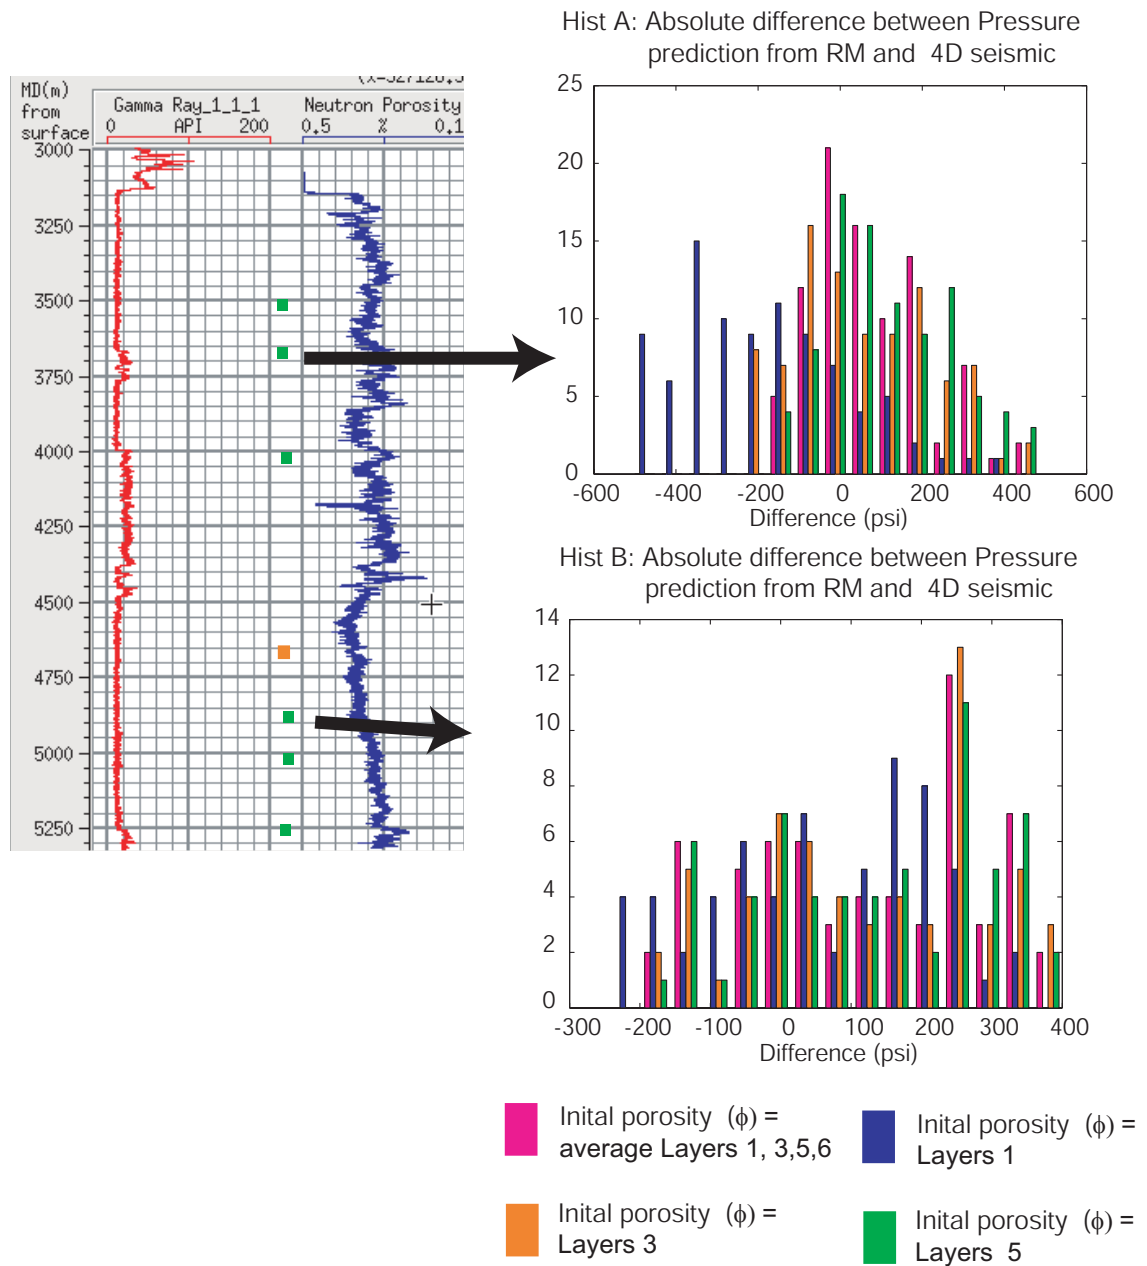 Hist A: Absolute difference between Pressure
prediction from RM and 4D seismic
MD(m)
from
surface
Gamma Ray_1_1_1
0 API 200
Neutron Porosity
0.5 % 0.1
3000
3250
3500
3750
4000
4250
4500
4750
5000
5250
25
20
15
10
5
0
-600 -400 -200 0 200 400 600
Difference (psi)
Hist B: Absolute difference between Pressure
prediction from RM and 4D seismic
14
12
10
8
6
4
2
0
-300 -200 -100 0 100 200 300 400
Difference (psi)
Inital porosity (ϕ) =
average Layers 1, 3,5,6
Inital porosity (ϕ) =
Layers 1
Inital porosity (ϕ) =
Layers 3
Inital porosity (ϕ) =
Layers 5